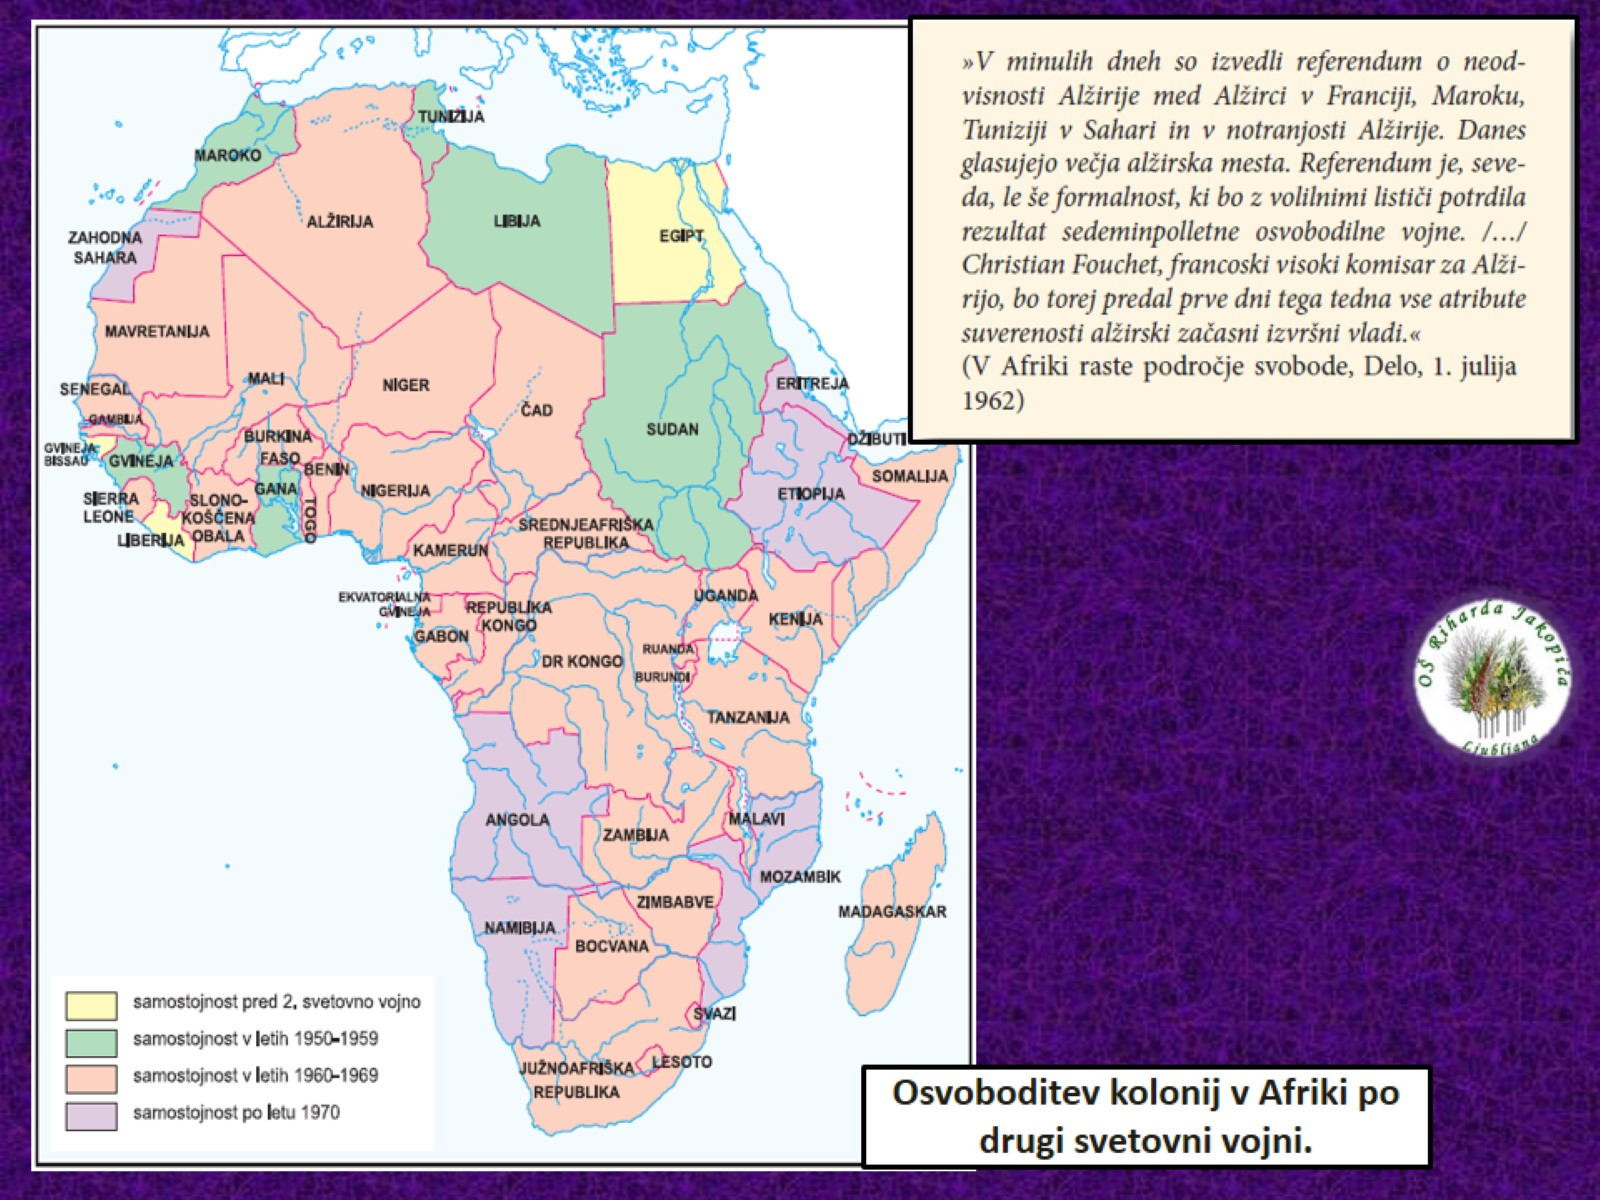 »V minulih dneh so izvedli referendum o neod-
visnosti Alžirije med Alžirci v Franciji, Maroku,
Tuniziji v Sahari in v notranjosti Alžirije. Danes
glasujejo večja alžirska mesta. Referendum je, seve-
da, le še formalnost, ki bo z volilnimi lističi potrdila
rezultat sedeminpolletne osvobodilne vojne. /…/
Christian Fouchet, francoski visoki komisar za Alži-
rijo, bo torej predal prve dni tega tedna vse atribute
suverenosti alžirski začasni izvršni vladi.«
(V Afriki raste področje svobode, Delo, 1. julija
1962)
TUNIZIJA
MAROKO
ALŽIRIJA
LIBIJA
EGIPT
ZAHODNA
SAHARA
MAVRETANIJA
MALI
NIGER
ČAD
SUDAN
ERITREJA
SENEGAL
GAMBIJA
GVINEJA
BISSAU
GVINEJA
BURKINA
FASO
BENIN
DŽIBUTI
SOMALIJA
ETIOPIJA
SIERRA
LEONE
SLONO-
KOŠČENA
OBALA
GANA
TOGO
NIGERIJA
LIBERIJA
KAMERUN
SREDNJEAFRIŠKA
REPUBLIKA
EKVATORIALNA
GVINEJA
GABON
REPUBLIKA
KONGO
UGANDA
KENIJA
DR KONGO
RUANDA
BURUNDI
TANZANIJA
ANGOLA
ZAMBIJA
MALAVI
MOZAMBIK
ZIMBABVE
MADAGASKAR
NAMIBIJA
BOCVANA
SVAZI
LESOTO
JUŽNOAFRIŠKA
REPUBLIKA
samostojnost pred 2. svetovno vojno
samostojnost v letih 1950–1959
samostojnost v letih 1960–1969
samostojnost po letu 1970
OŠ Riharda Jakopiča
Ljubljana
Osvoboditev kolonij v Afriki po
drugi svetovni vojni.